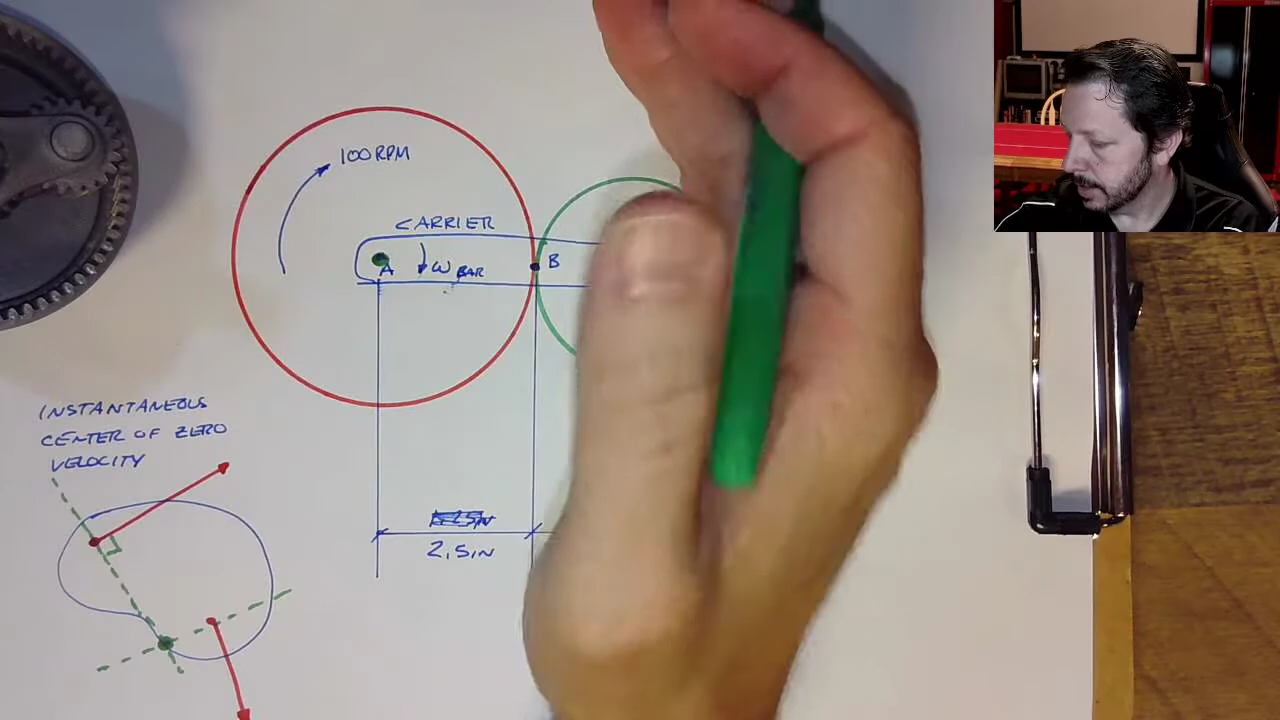 100 RPM
CARRIER
A
ω BAR
B
INSTANTANEOUS
CENTER OF ZERO
VELOCITY
2.5IN